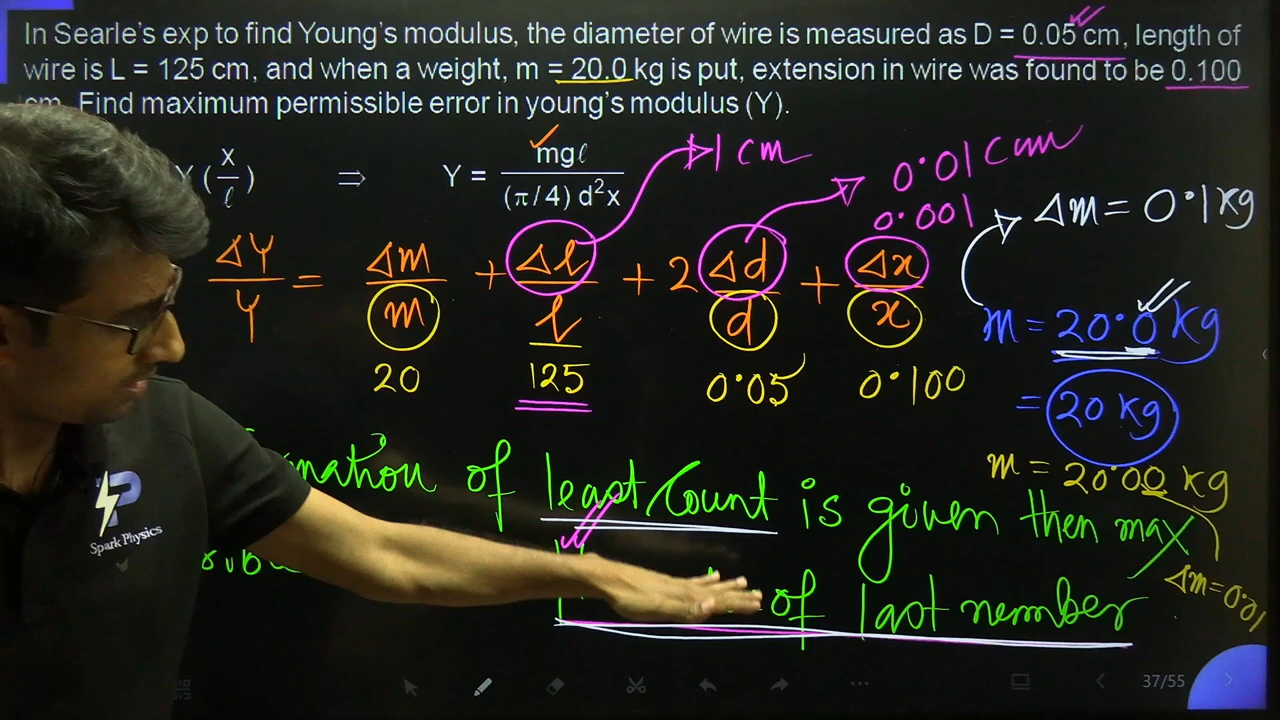 In Searle's exp to find Young's modulus, the diameter of wire is measured as D = 0.05 cm, length of
wire is L = 125 cm, and when a weight, m = 20.0 kg is put, extension in wire was found to be 0.100
cm. Find maximum permissible error in young's modulus (Y).
Y (x/ℓ) ⇒ Y = mgℓ / (π/4) d²x
1 cm
0.01 cm
0.001
Δm = 0.1 kg
ΔY/Y = Δm/m + Δl/l + 2 Δd/d + Δx/x
20 125 0.05 0.100
m = 20.0 kg
= 20 kg
m = 20.00 kg
Δm = 0.01
of least count is given then max
of last number
Spark Physics
37/55